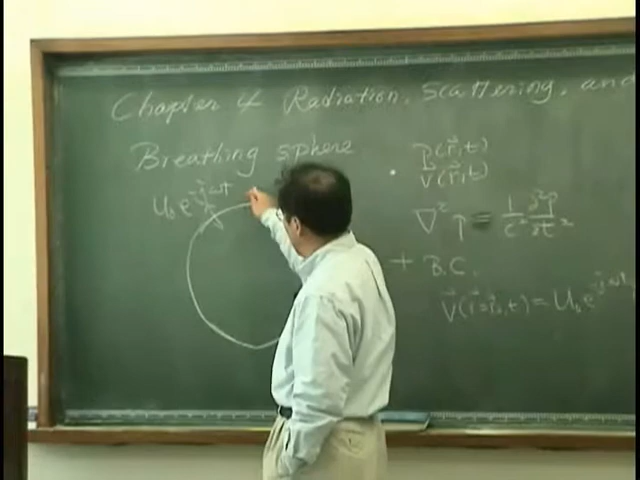 Chapter 4 Radiation, Scattering, and
Breathing sphere
U₀e^{-jωt}
P(r⃗,t)
V⃗(r⃗,t)
∇²p = 1/c² ∂²p/∂t²
+ B.C.
V⃗(r⃗=r⃗₀,t) = U₀e^{-jωt}